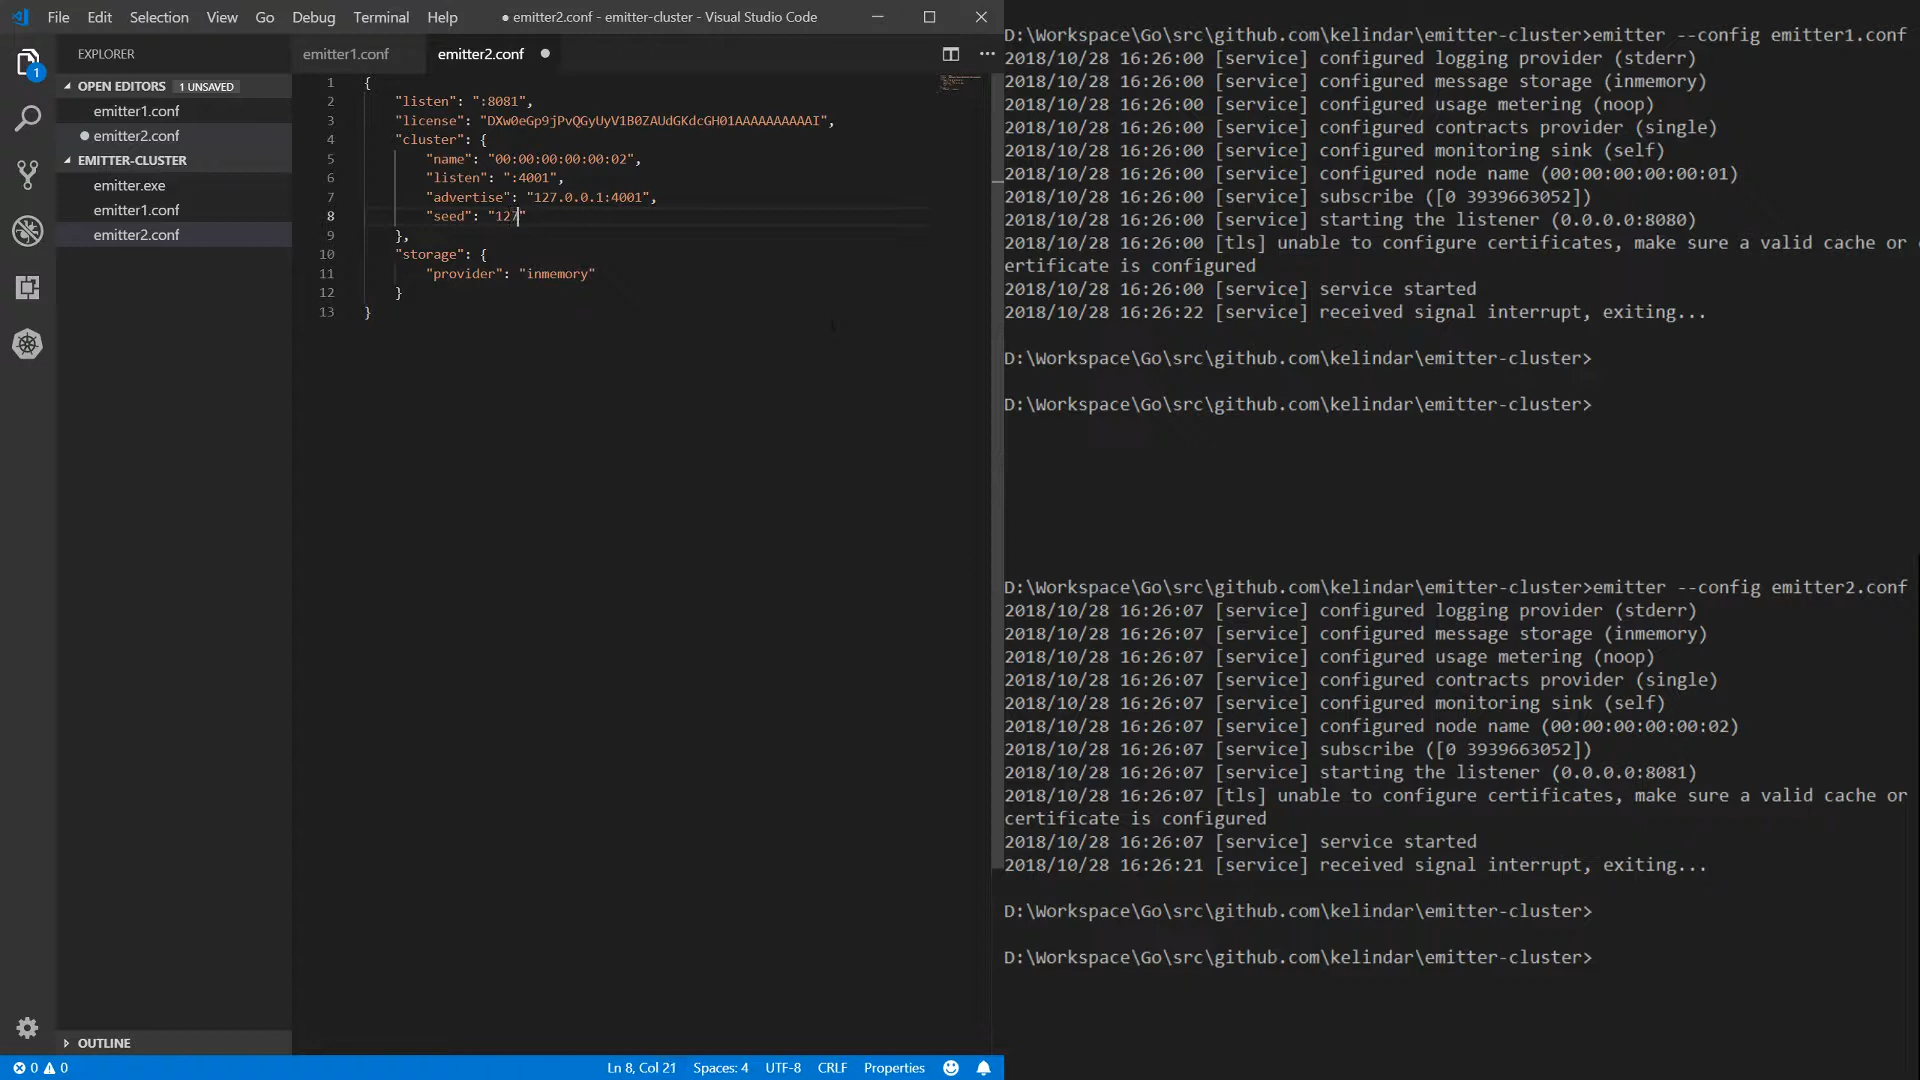 File Edit Selection View Go Debug Terminal Help ● emitter2.conf - emitter-cluster - Visual Studio Code
EXPLORER
1
OPEN EDITORS 1 UNSAVED
emitter1.conf
emitter2.conf
EMITTER-CLUSTER
emitter.exe
emitter1.conf
emitter2.conf
OUTLINE
emitter1.conf emitter2.conf
1 {
2 "listen": ":8081",
3 "license": "DXw0eGp9jPvQGyUyV1B0ZAUdGKdcGH01AAAAAAAAAAI",
4 "cluster": {
5 "name": "00:00:00:00:00:02",
6 "listen": ":4001",
7 "advertise": "127.0.0.1:4001",
8 "seed": "127"
9 },
10 "storage": {
11 "provider": "inmemory"
12 }
13 }
0 0 Ln 8, Col 21 Spaces: 4 UTF-8 CRLF Properties
D:\Workspace\Go\src\github.com\kelindar\emitter-cluster>emitter --config emitter1.conf
2018/10/28 16:26:00 [service] configured logging provider (stderr)
2018/10/28 16:26:00 [service] configured message storage (inmemory)
2018/10/28 16:26:00 [service] configured usage metering (noop)
2018/10/28 16:26:00 [service] configured contracts provider (single)
2018/10/28 16:26:00 [service] configured monitoring sink (self)
2018/10/28 16:26:00 [service] configured node name (00:00:00:00:00:01)
2018/10/28 16:26:00 [service] subscribe ([0 3939663052])
2018/10/28 16:26:00 [service] starting the listener (0.0.0.0:8080)
2018/10/28 16:26:00 [tls] unable to configure certificates, make sure a valid cache or c
ertificate is configured
2018/10/28 16:26:00 [service] service started
2018/10/28 16:26:22 [service] received signal interrupt, exiting...
D:\Workspace\Go\src\github.com\kelindar\emitter-cluster>
D:\Workspace\Go\src\github.com\kelindar\emitter-cluster>
D:\Workspace\Go\src\github.com\kelindar\emitter-cluster>emitter --config emitter2.conf
2018/10/28 16:26:07 [service] configured logging provider (stderr)
2018/10/28 16:26:07 [service] configured message storage (inmemory)
2018/10/28 16:26:07 [service] configured usage metering (noop)
2018/10/28 16:26:07 [service] configured contracts provider (single)
2018/10/28 16:26:07 [service] configured monitoring sink (self)
2018/10/28 16:26:07 [service] configured node name (00:00:00:00:00:02)
2018/10/28 16:26:07 [service] subscribe ([0 3939663052])
2018/10/28 16:26:07 [service] starting the listener (0.0.0.0:8081)
2018/10/28 16:26:07 [tls] unable to configure certificates, make sure a valid cache or
certificate is configured
2018/10/28 16:26:07 [service] service started
2018/10/28 16:26:21 [service] received signal interrupt, exiting...
D:\Workspace\Go\src\github.com\kelindar\emitter-cluster>
D:\Workspace\Go\src\github.com\kelindar\emitter-cluster>